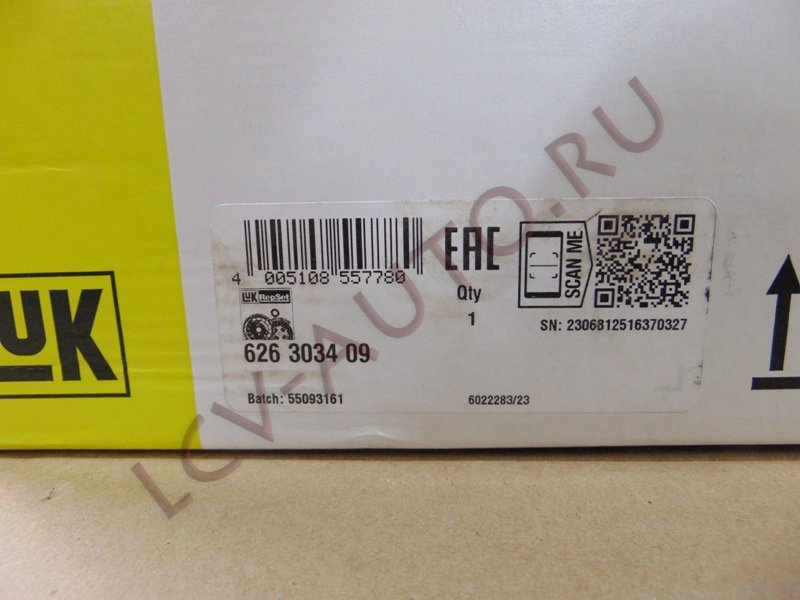 LUK
4 005108 557780
EAC
Qty
1
SCAN ME
SN: 2306812516370327
LUK RepSet
626 3034 09
Batch: 55093161
6022283/23
LCV-AUTO.RU